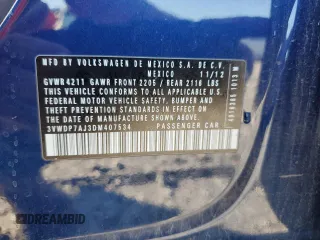 MFD. BY VOLKSWAGEN DE MEXICO S.A. DE C.V.
MEXICO 11/12
GVWR 4211 GAWR FRONT 2205 / REAR 2116 LBS
THIS VEHICLE CONFORMS TO ALL APPLICABLE U.S.
FEDERAL MOTOR VEHICLE SAFETY, BUMPER, AND
THEFT PREVENTION STANDARDS IN EFFECT ON THE
DATE OF MANUFACTURE SHOWN ABOVE.
3VWDP7AJ3DM407534 PASSENGER CAR
DREAMBID